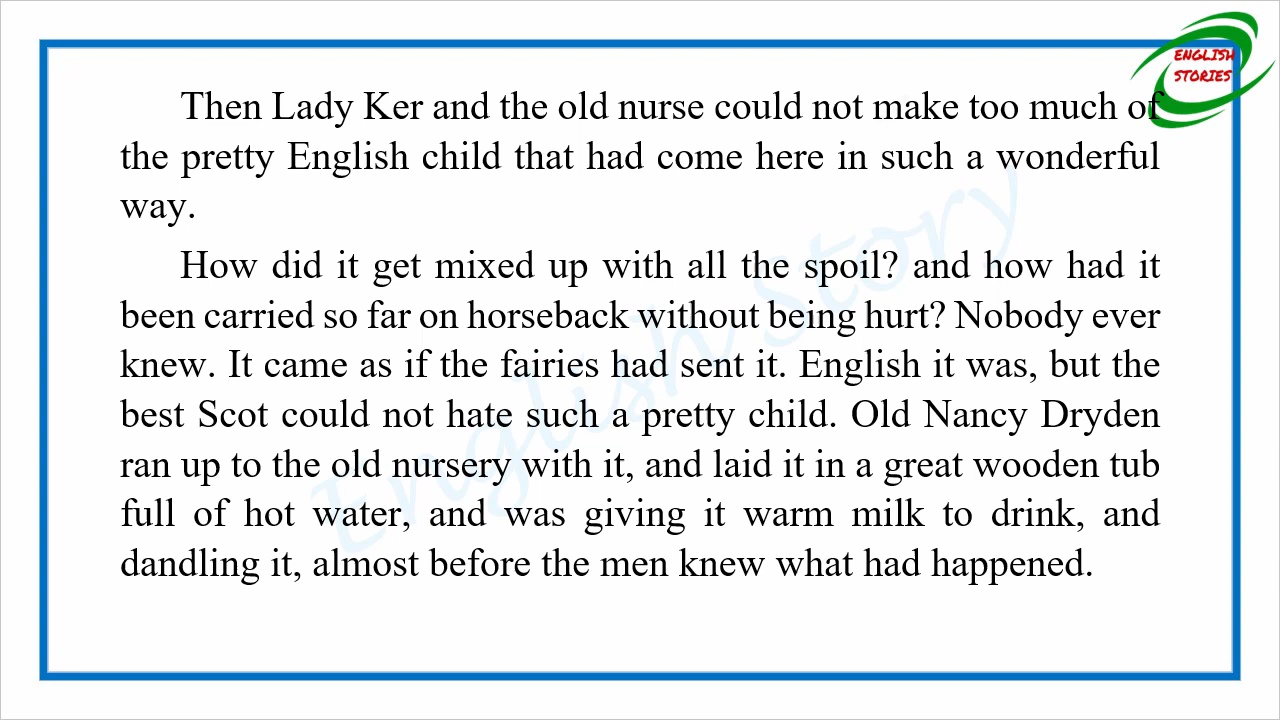 ENGLISH
STORIES
Then Lady Ker and the old nurse could not make too much of
the pretty English child that had come here in such a wonderful
way.
How did it get mixed up with all the spoil? and how had it
been carried so far on horseback without being hurt? Nobody ever
knew. It came as if the fairies had sent it. English it was, but the
best Scot could not hate such a pretty child. Old Nancy Dryden
ran up to the old nursery with it, and laid it in a great wooden tub
full of hot water, and was giving it warm milk to drink, and
dandling it, almost before the men knew what had happened.
English Story